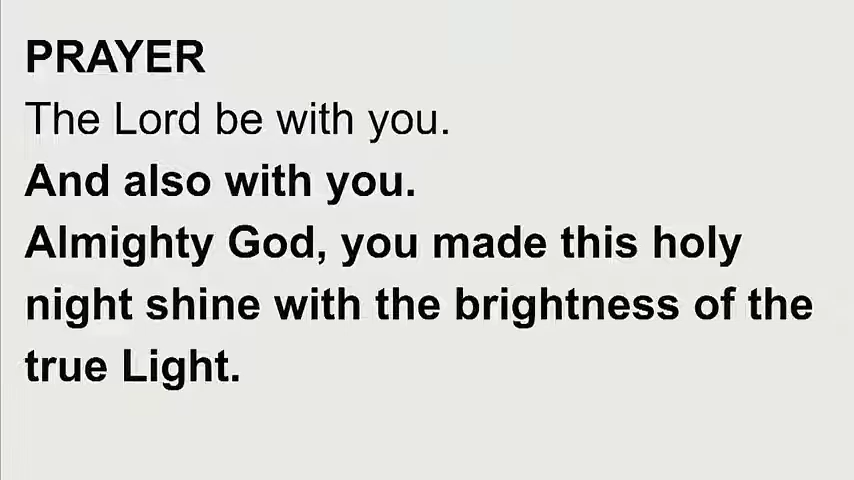 PRAYER
The Lord be with you.
And also with you.
Almighty God, you made this holy
night shine with the brightness of the
true Light.